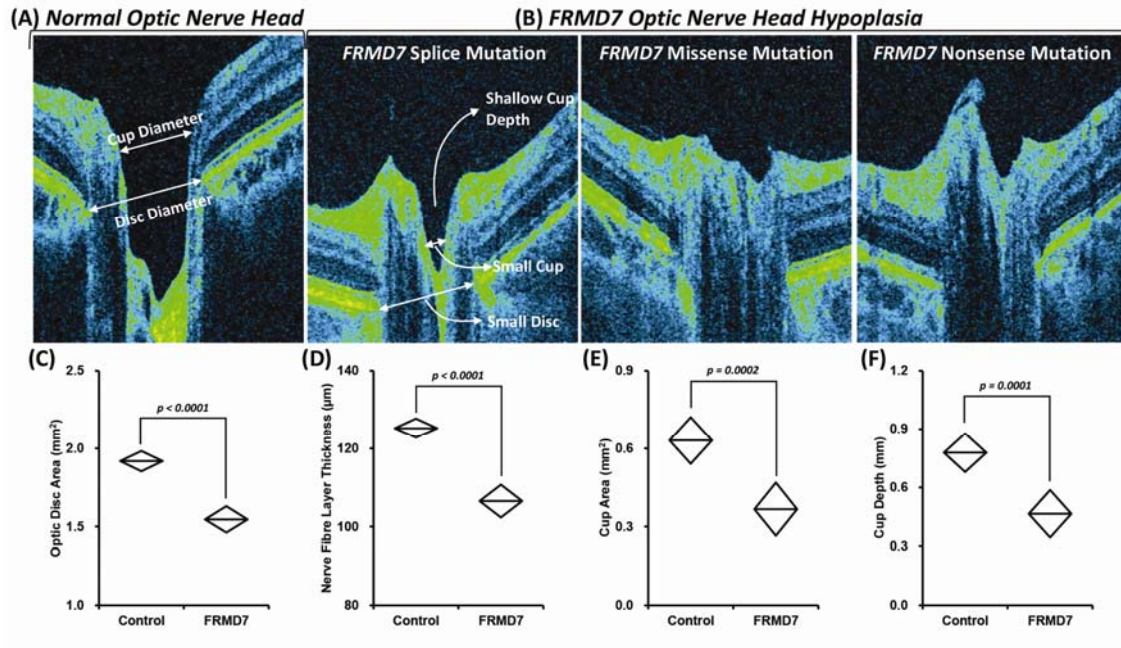 (A) Normal Optic Nerve Head
(B) FRMD7 Optic Nerve Head Hypoplasia
Cup Diameter
Disc Diameter
FRMD7 Splice Mutation
Shallow Cup
Depth
Small Cup
Small Disc
FRMD7 Missense Mutation
FRMD7 Nonsense Mutation
(C)
Optic Disc Area (mm²)
2.5
2.0
1.5
1.0
p < 0.0001
Control FRMD7
(D)
Nerve Fibre Layer Thickness (µm)
140
120
100
80
p < 0.0001
Control FRMD7
(E)
Cup Area (mm²)
0.9
0.6
0.3
0.0
p = 0.0002
Control FRMD7
(F)
Cup Depth (mm)
1.2
0.9
0.6
0.3
0.0
p = 0.0001
Control FRMD7